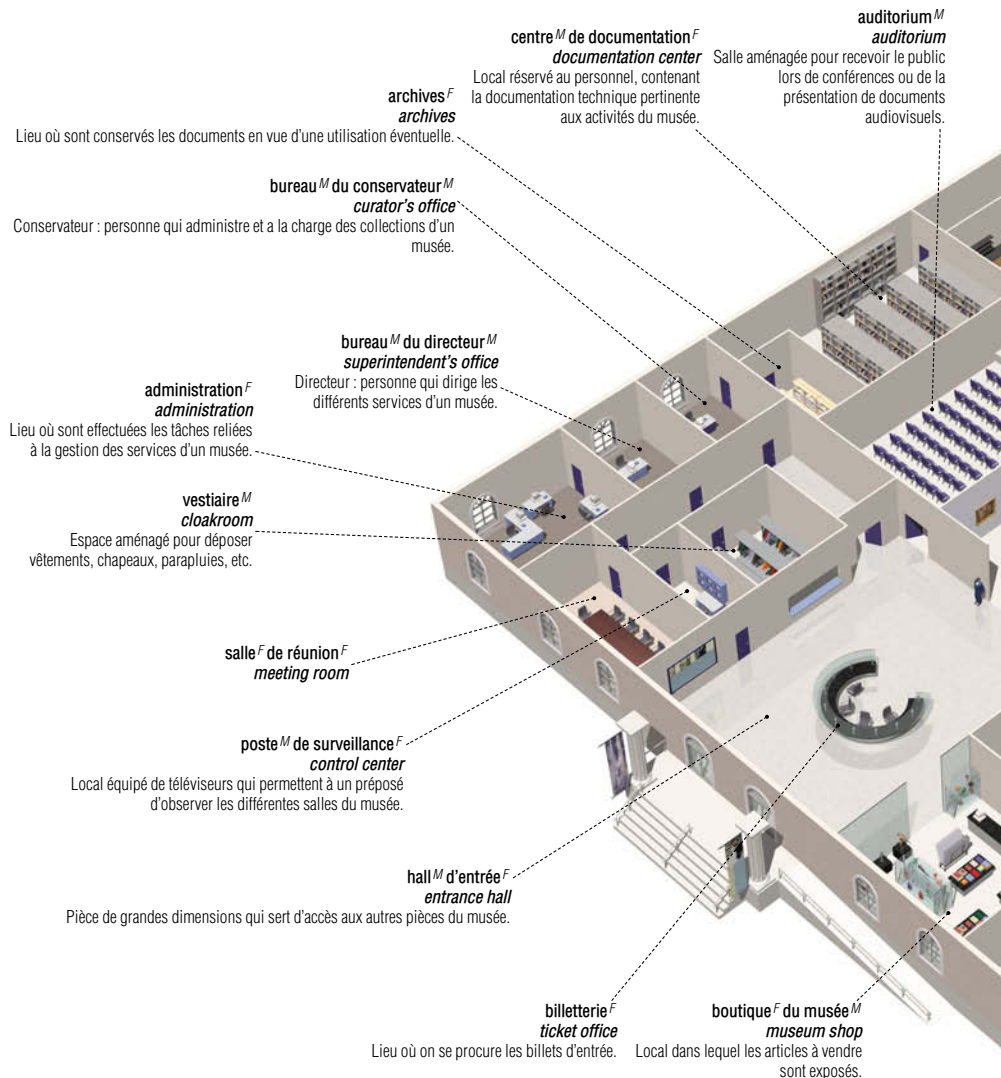 auditorium M
auditorium
Salle aménagée pour recevoir le public
lors de conférences ou de la
présentation de documents
audiovisuels.
centre M de documentation F
documentation center
Local réservé au personnel, contenant
la documentation technique pertinente
aux activités du musée.
archives F
archives
Lieu où sont conservés les documents en vue d'une utilisation éventuelle.
bureau M du conservateur M
curator's office
Conservateur : personne qui administre et a la charge des collections d'un
musée.
bureau M du directeur M
superintendent's office
Directeur : personne qui dirige les
différents services d'un musée.
administration F
administration
Lieu où sont effectuées les tâches reliées
à la gestion des services d'un musée.
vestiaire M
cloakroom
Espace aménagé pour déposer
vêtements, chapeaux, parapluies, etc.
salle F de réunion F
meeting room
poste M de surveillance F
control center
Local équipé de téléviseurs qui permettent à un préposé
d'observer les différentes salles du musée.
hall M d'entrée F
entrance hall
Pièce de grandes dimensions qui sert d'accès aux autres pièces du musée.
billetterie F
ticket office
Lieu où on se procure les billets d'entrée.
boutique F du musée M
museum shop
Local dans lequel les articles à vendre
sont exposés.